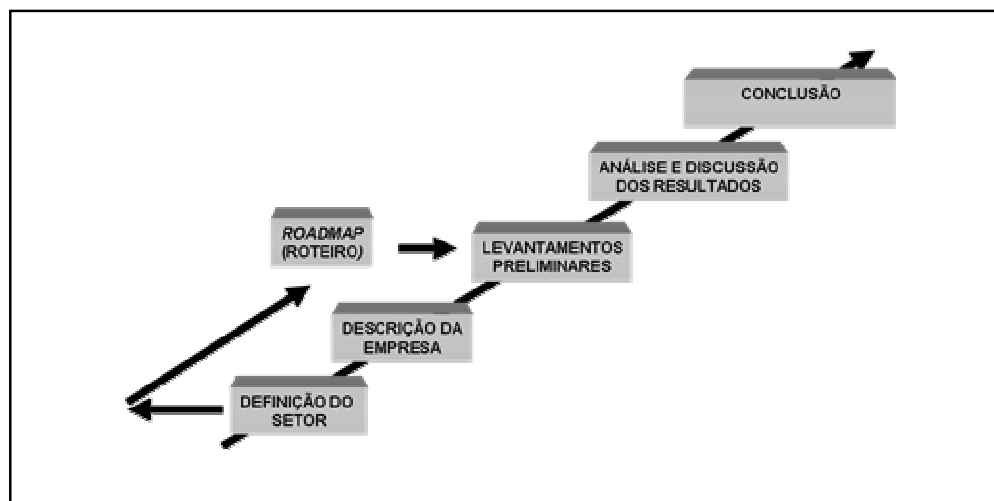 CONCLUSÃO
ANÁLISE E DISCUSSÃO
DOS RESULTADOS
ROADMAP
(ROTEIRO)
LEVANTAMENTOS
PRELIMINARES
DESCRIÇÃO DA
EMPRESA
DEFINIÇÃO DO
SETOR